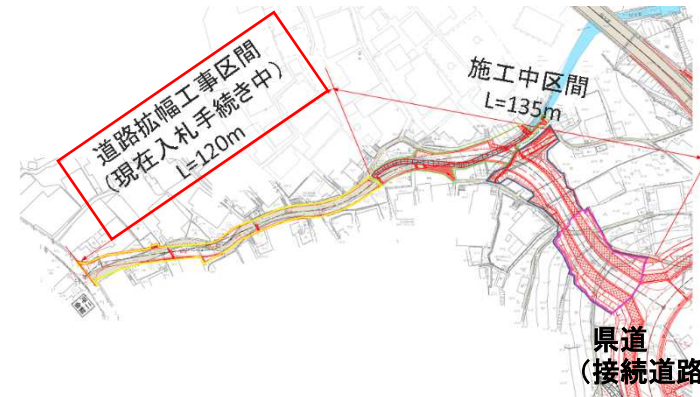 道路拡幅工事区間
（現在入札手続き中）
L=120m
施工中区間
L=135m
県道
（接続道路